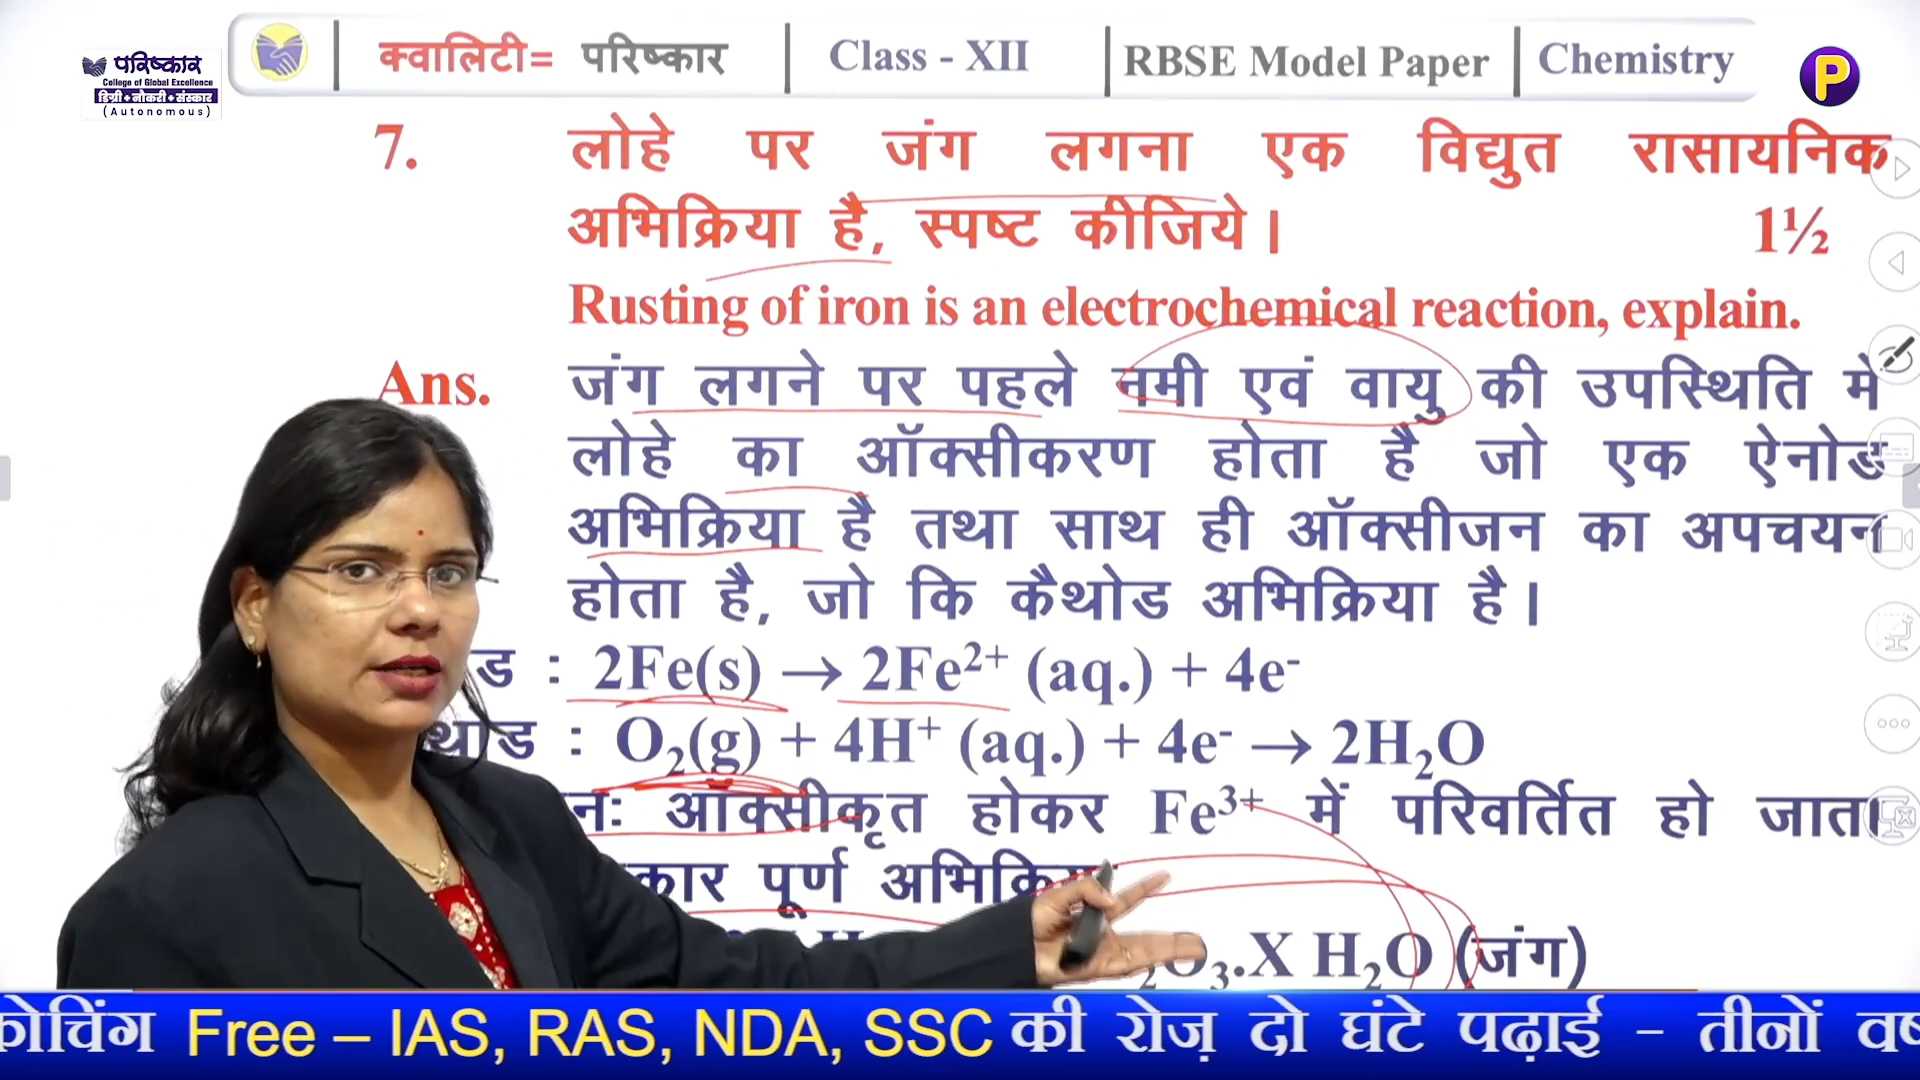 परिष्कार
College of Global Excellence
डिग्री + नौकरी + संस्कार
(Autonomous)
क्वालिटी= परिष्कार
Class - XII
RBSE Model Paper
Chemistry
P
7. लोहे पर जंग लगना एक विद्युत रासायनिक
अभिक्रिया है, स्पष्ट कीजिये। 1½
Rusting of iron is an electrochemical reaction, explain.
Ans. जंग लगने पर पहले नमी एवं वायु की उपस्थिति मे
लोहे का ऑक्सीकरण होता है जो एक ऐनोड
अभिक्रिया है तथा साथ ही ऑक्सीजन का अपचयन
होता है, जो कि कैथोड अभिक्रिया है।
ड : 2Fe(s) → 2Fe²⁺ (aq.) + 4e⁻
थोड : O₂(g) + 4H⁺ (aq.) + 4e⁻ → 2H₂O
नः ऑक्सीकृत होकर Fe³⁺ में परिवर्तित हो जाता
कार पूर्ण अभिक्रिया
₂O₃.X H₂O (जंग)
कोचिंग Free – IAS, RAS, NDA, SSC की रोज़ दो घंटे पढ़ाई - तीनों वर्ष